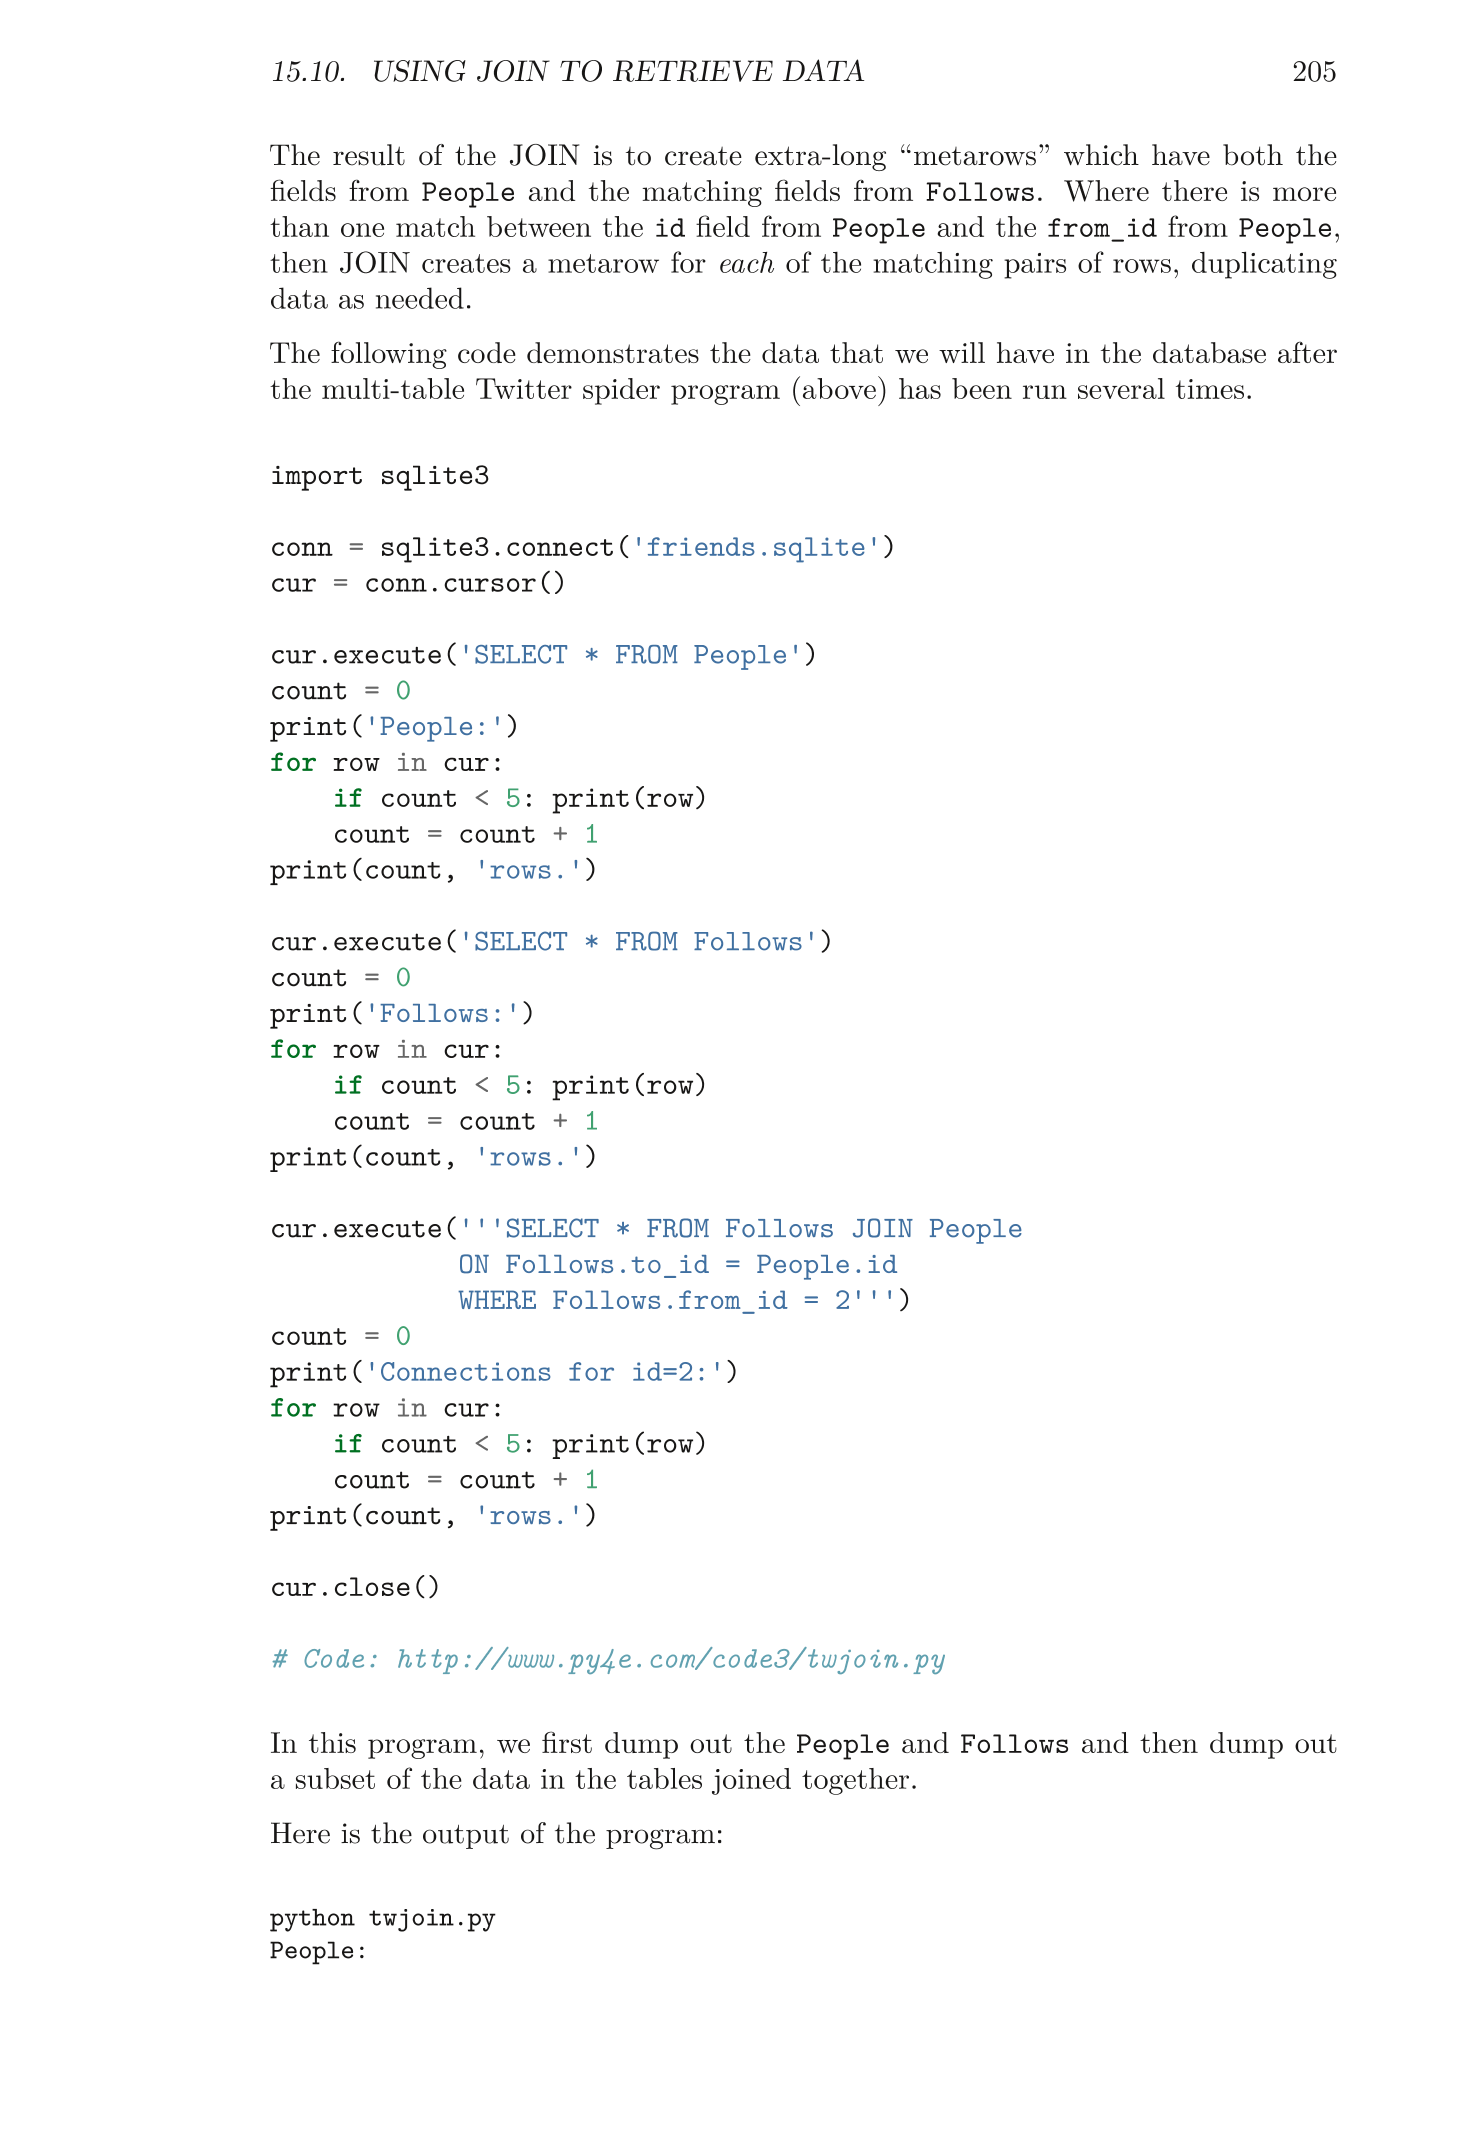 15.10. USING JOIN TO RETRIEVE DATA 205
The result of the JOIN is to create extra-long “metarows” which have both the
fields from People and the matching fields from Follows. Where there is more
than one match between the id field from People and the from_id from People,
then JOIN creates a metarow for each of the matching pairs of rows, duplicating
data as needed.
The following code demonstrates the data that we will have in the database after
the multi-table Twitter spider program (above) has been run several times.
import sqlite3
conn = sqlite3.connect('friends.sqlite')
cur = conn.cursor()
cur.execute('SELECT * FROM People')
count = 0
print('People:')
for row in cur:
    if count < 5: print(row)
    count = count + 1
print(count, 'rows.')
cur.execute('SELECT * FROM Follows')
count = 0
print('Follows:')
for row in cur:
    if count < 5: print(row)
    count = count + 1
print(count, 'rows.')
cur.execute('''SELECT * FROM Follows JOIN People
            ON Follows.to_id = People.id
            WHERE Follows.from_id = 2''')
count = 0
print('Connections for id=2:')
for row in cur:
    if count < 5: print(row)
    count = count + 1
print(count, 'rows.')
cur.close()
# Code: http://www.py4e.com/code3/twjoin.py
In this program, we first dump out the People and Follows and then dump out
a subset of the data in the tables joined together.
Here is the output of the program:
python twjoin.py
People: